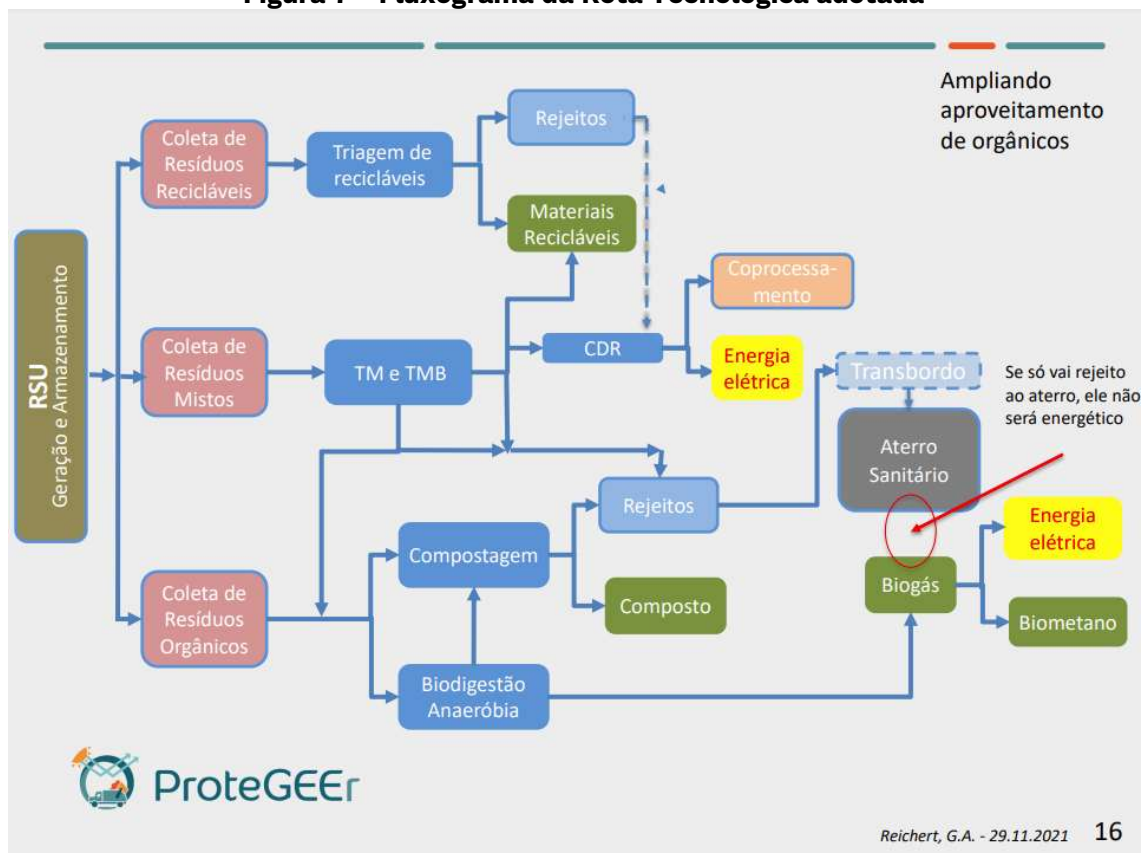 Figura – Fluxograma da Rota Tecnológica adotada
Ampliando
aproveitamento
de orgânicos
Coleta de
Resíduos
Recicláveis
Triagem de
recicláveis
Rejeitos
Materiais
Recicláveis
RSU
Geração e Armazenamento
Coleta de
Resíduos
Mistos
TM e TMB
CDR
Coprocessa-
mento
Energia
elétrica
Transbordo
Se só vai rejeito
ao aterro, ele não
será energético
Aterro
Sanitário
Rejeitos
Compostagem
Composto
Coleta de
Resíduos
Orgânicos
Biodigestão
Anaeróbia
Biogás
Energia
elétrica
Biometano
ProteGEEr
Reichert, G.A. - 29.11.2021 16